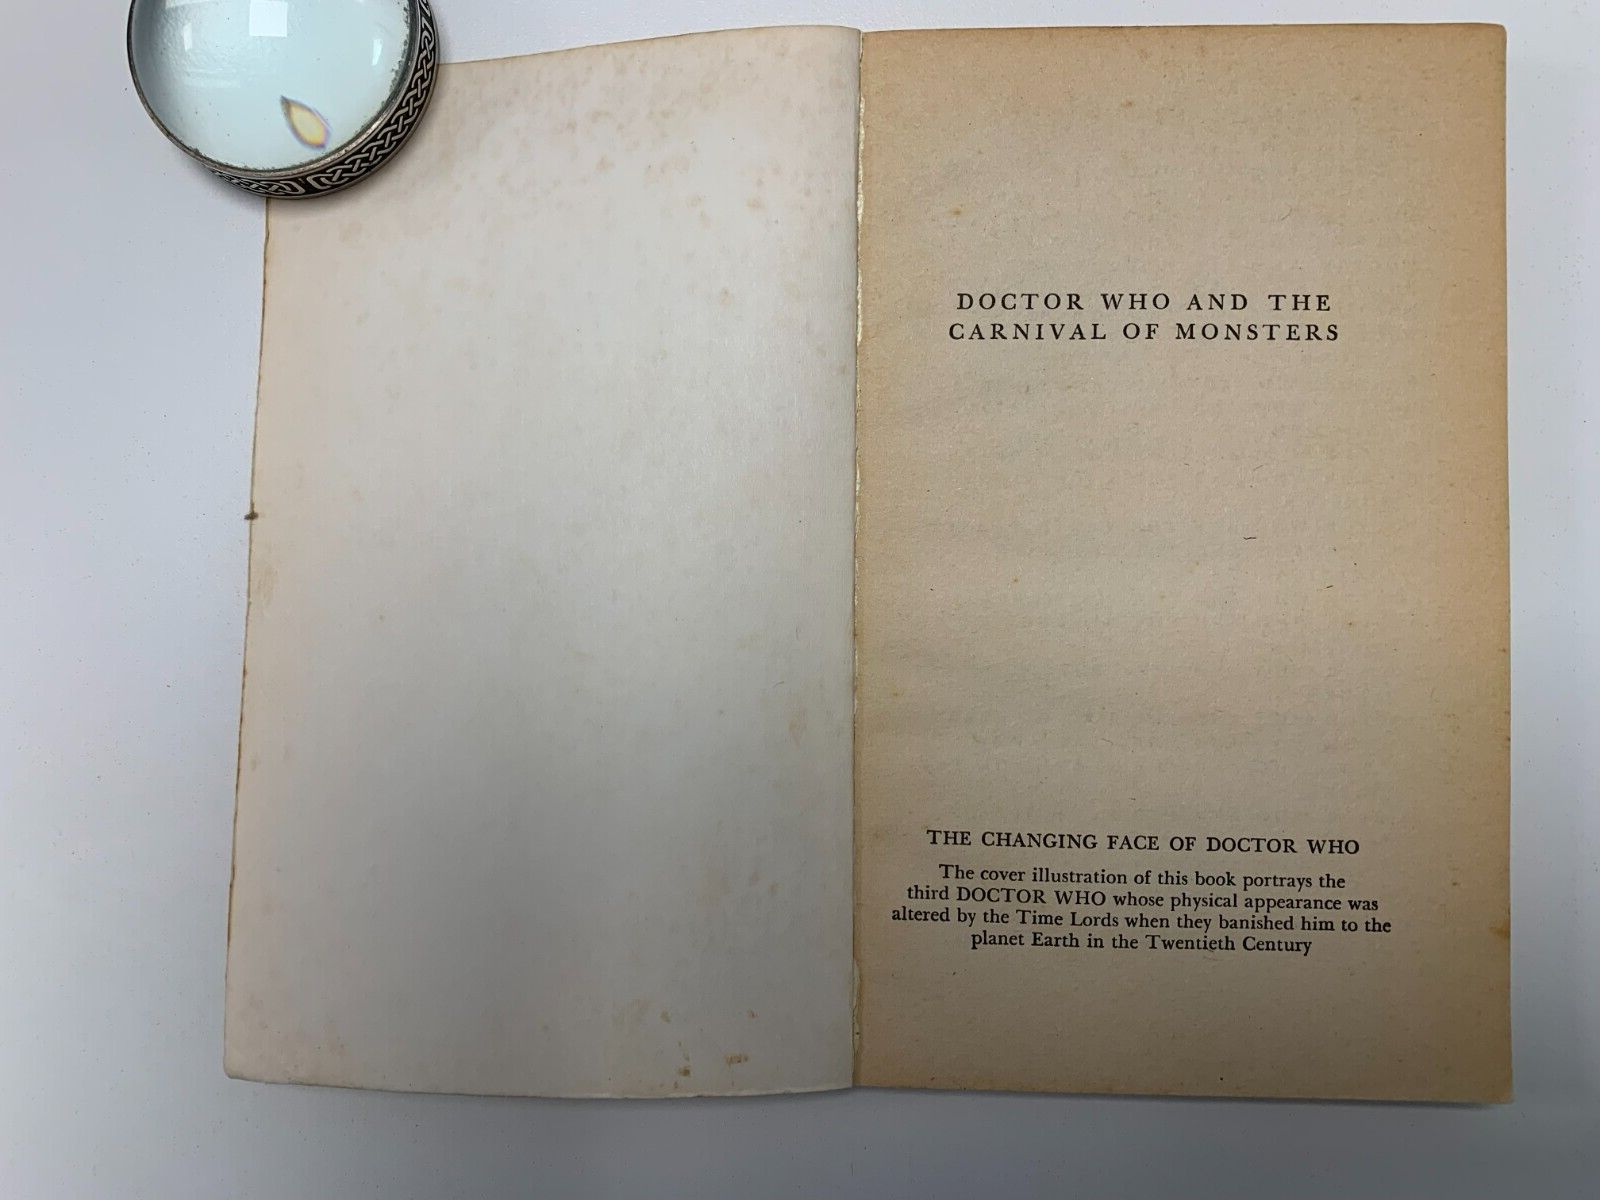 DOCTOR WHO AND THE
CARNIVAL OF MONSTERS
THE CHANGING FACE OF DOCTOR WHO
The cover illustration of this book portrays the
third DOCTOR WHO whose physical appearance was
altered by the Time Lords when they banished him to the
planet Earth in the Twentieth Century